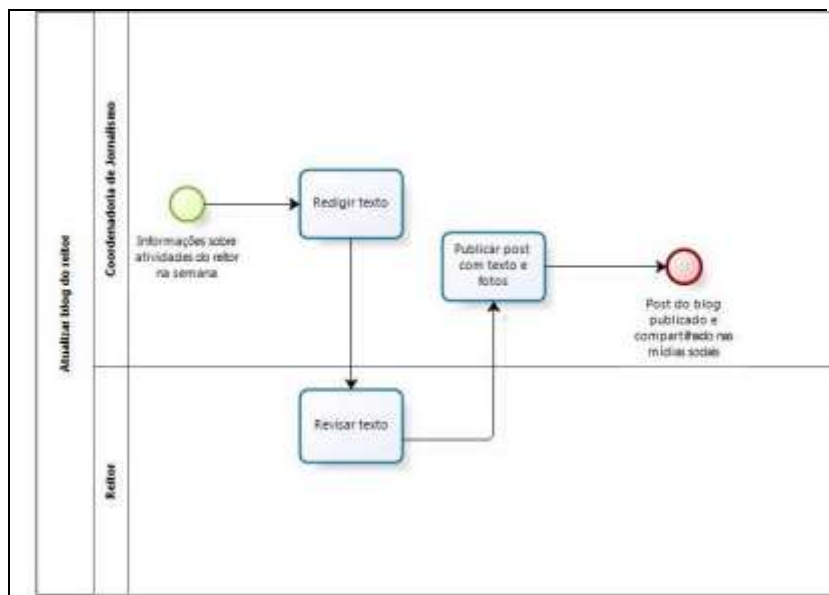 Atualizar blog do reitor
Coordenadoria de Jornalismo
Informações sobre
atividades do reitor
na semana
Redigir texto
Publicar post
com texto e
fotos
Post do blog
publicado e
compartilhado nas
mídias sociais
Reitor
Revisar texto